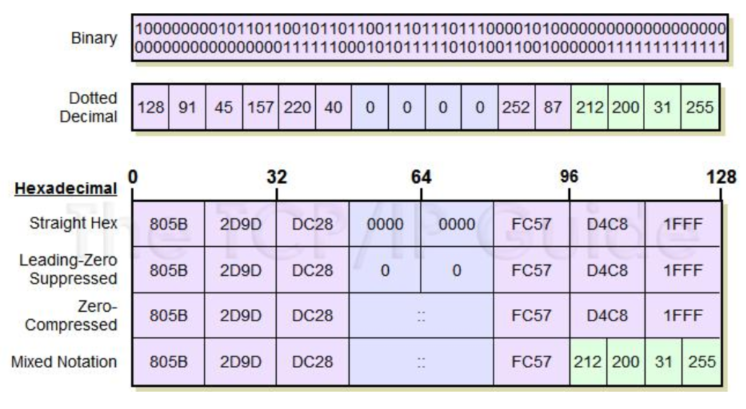 Binary
1000000001011011001011011001110111011100001010000000000000000000
0000000000000000111111000101011111010100110010000001111111111111
Dotted
Decimal
128 91 45 157 220 40 0 0 0 0 252 87 212 200 31 255
Hexadecimal 0 32 64 96 128
The TCP/IP Guide
Straight Hex 805B 2D9D DC28 0000 0000 FC57 D4C8 1FFF
Leading-Zero
Suppressed 805B 2D9D DC28 0 0 FC57 D4C8 1FFF
Zero-
Compressed 805B 2D9D DC28 :: FC57 D4C8 1FFF
Mixed Notation 805B 2D9D DC28 :: FC57 212 200 31 255